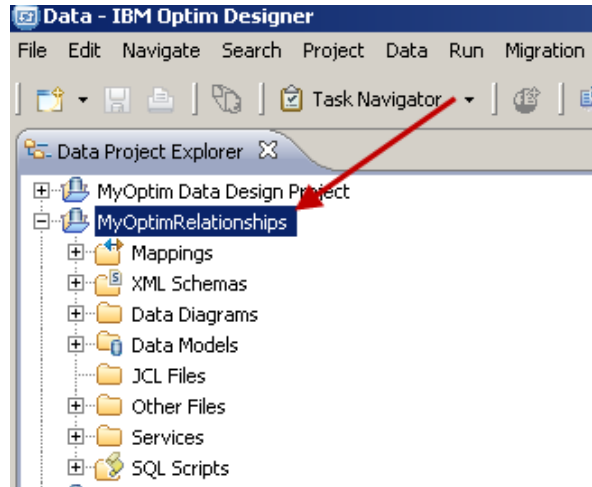 Data - IBM Optim Designer
File Edit Navigate Search Project Data Run Migration
Task Navigator
Data Project Explorer
MyOptim Data Design Project
MyOptimRelationships
Mappings
XML Schemas
Data Diagrams
Data Models
JCL Files
Other Files
Services
SQL Scripts